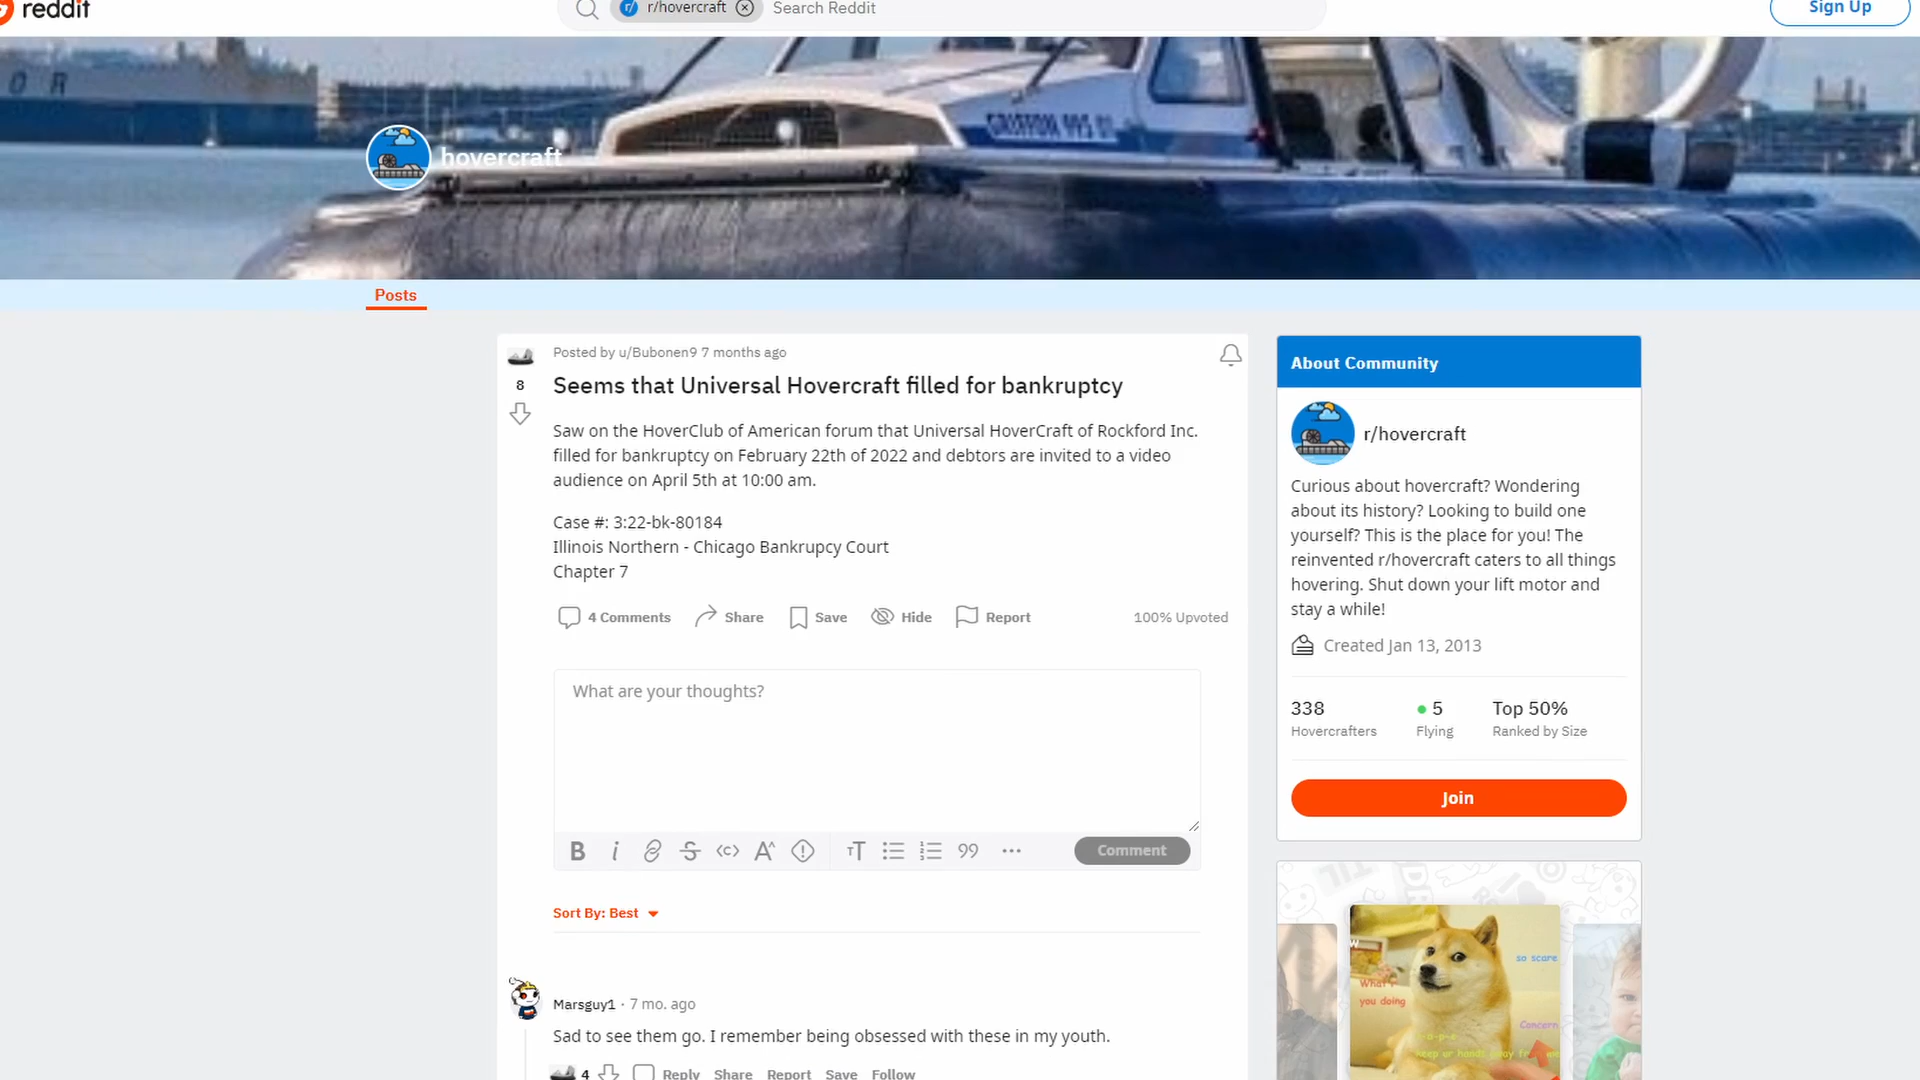 reddit
r/hovercraft
Search Reddit
Sign Up
O R
GRIFFON 995
hovercraft
Posts
Posted by u/Bubonen9 7 months ago
8
Seems that Universal Hovercraft filled for bankruptcy
Saw on the HoverClub of American forum that Universal HoverCraft of Rockford Inc.
filled for bankruptcy on February 22th of 2022 and debtors are invited to a video
audience on April 5th at 10:00 am.
Case #: 3:22-bk-80184
Illinois Northern - Chicago Bankrupcy Court
Chapter 7
4 Comments
Share
Save
Hide
Report
100% Upvoted
What are your thoughts?
Comment
Sort By: Best
Marsguy1 · 7 mo. ago
Sad to see them go. I remember being obsessed with these in my youth.
4
Reply
Share
Report
Save
Follow
About Community
r/hovercraft
Curious about hovercraft? Wondering
about its history? Looking to build one
yourself? This is the place for you! The
reinvented r/hovercraft caters to all things
hovering. Shut down your lift motor and
stay a while!
Created Jan 13, 2013
338
Hovercrafters
5
Flying
Top 50%
Ranked by Size
Join
so scare
you doing
Concern